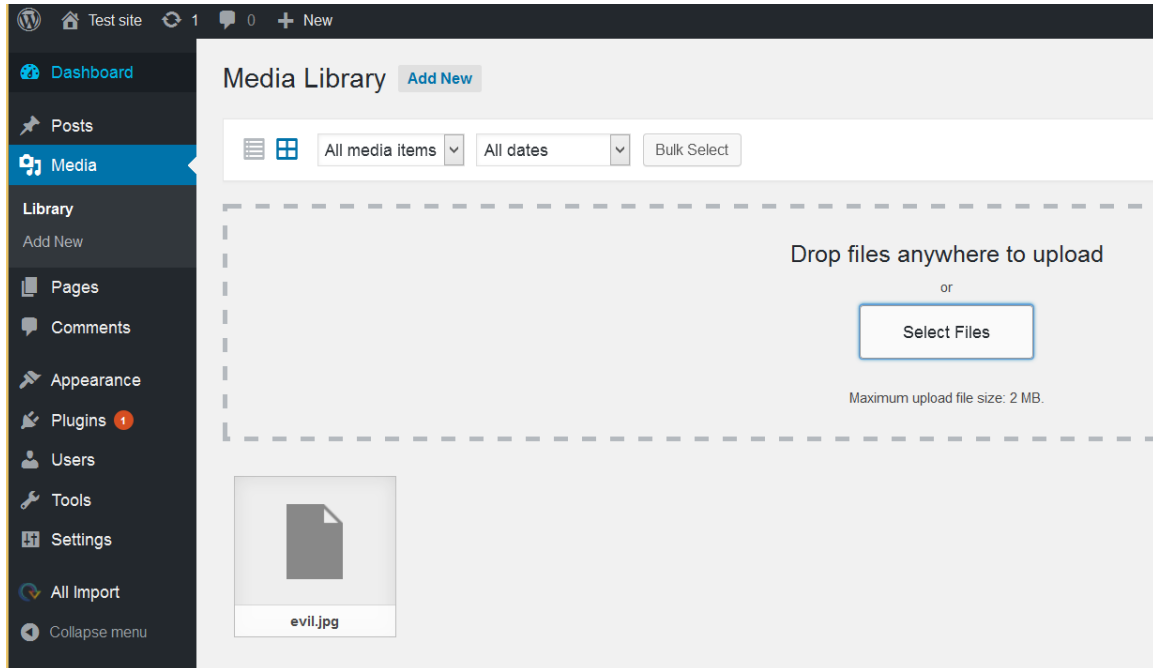 Test site 1 0 New
Dashboard
Posts
Media
Library
Add New
Pages
Comments
Appearance
Plugins 1
Users
Tools
Settings
All Import
Collapse menu
Media Library Add New
All media items All dates Bulk Select
Drop files anywhere to upload
or
Select Files
Maximum upload file size: 2 MB.
evil.jpg